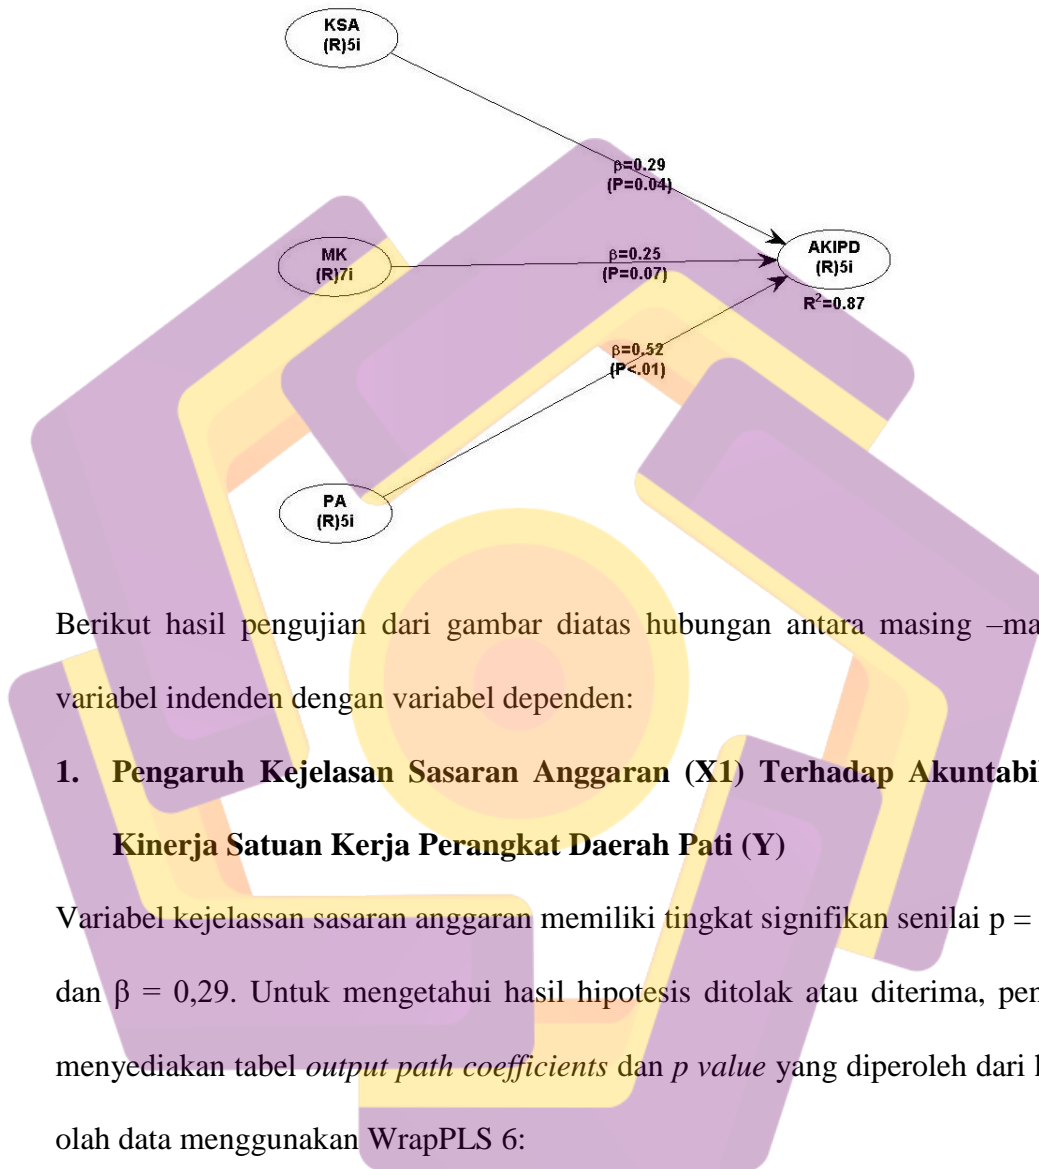 KSA
(R)5i
β=0.29
(P=0.04)
MK
(R)7i
β=0.25
(P=0.07)
AKIPD
(R)5i
R²=0.87
β=0.52
(P<.01)
PA
(R)5i
Berikut hasil pengujian dari gambar diatas hubungan antara masing –ma
variabel indenden dengan variabel dependen:
1. Pengaruh Kejelasan Sasaran Anggaran (X1) Terhadap Akuntabil
Kinerja Satuan Kerja Perangkat Daerah Pati (Y)
Variabel kejelassan sasaran anggaran memiliki tingkat signifikan senilai p =
dan β = 0,29. Untuk mengetahui hasil hipotesis ditolak atau diterima, pen
menyediakan tabel output path coefficients dan p value yang diperoleh dari
olah data menggunakan WrapPLS 6: